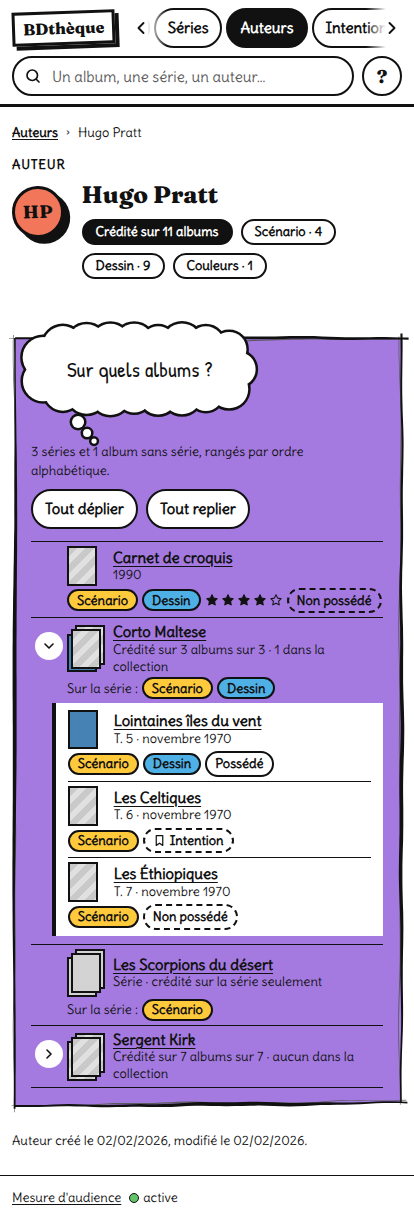 BDthèque
Séries
Auteurs
Intention
Un album, une série, un auteur...
?
Auteurs › Hugo Pratt
AUTEUR
HP
Hugo Pratt
Crédité sur 11 albums
Scénario · 4
Dessin · 9
Couleurs · 1
Sur quels albums ?
3 séries et 1 album sans série, rangés par ordre
alphabétique.
Tout déplier
Tout replier
Carnet de croquis
1990
Scénario Dessin ★★★★☆ Non possédé
Corto Maltese
Crédité sur 3 albums sur 3 · 1 dans la
collection
Sur la série : Scénario Dessin
Lointaines îles du vent
T. 5 · novembre 1970
Scénario Dessin Possédé
Les Celtiques
T. 6 · novembre 1970
Scénario Intention
Les Éthiopiques
T. 7 · novembre 1970
Scénario Non possédé
Les Scorpions du désert
Série · crédité sur la série seulement
Sur la série : Scénario
Sergent Kirk
Crédité sur 7 albums sur 7 · aucun dans la
collection
Auteur créé le 02/02/2026, modifié le 02/02/2026.
Mesure d'audience active